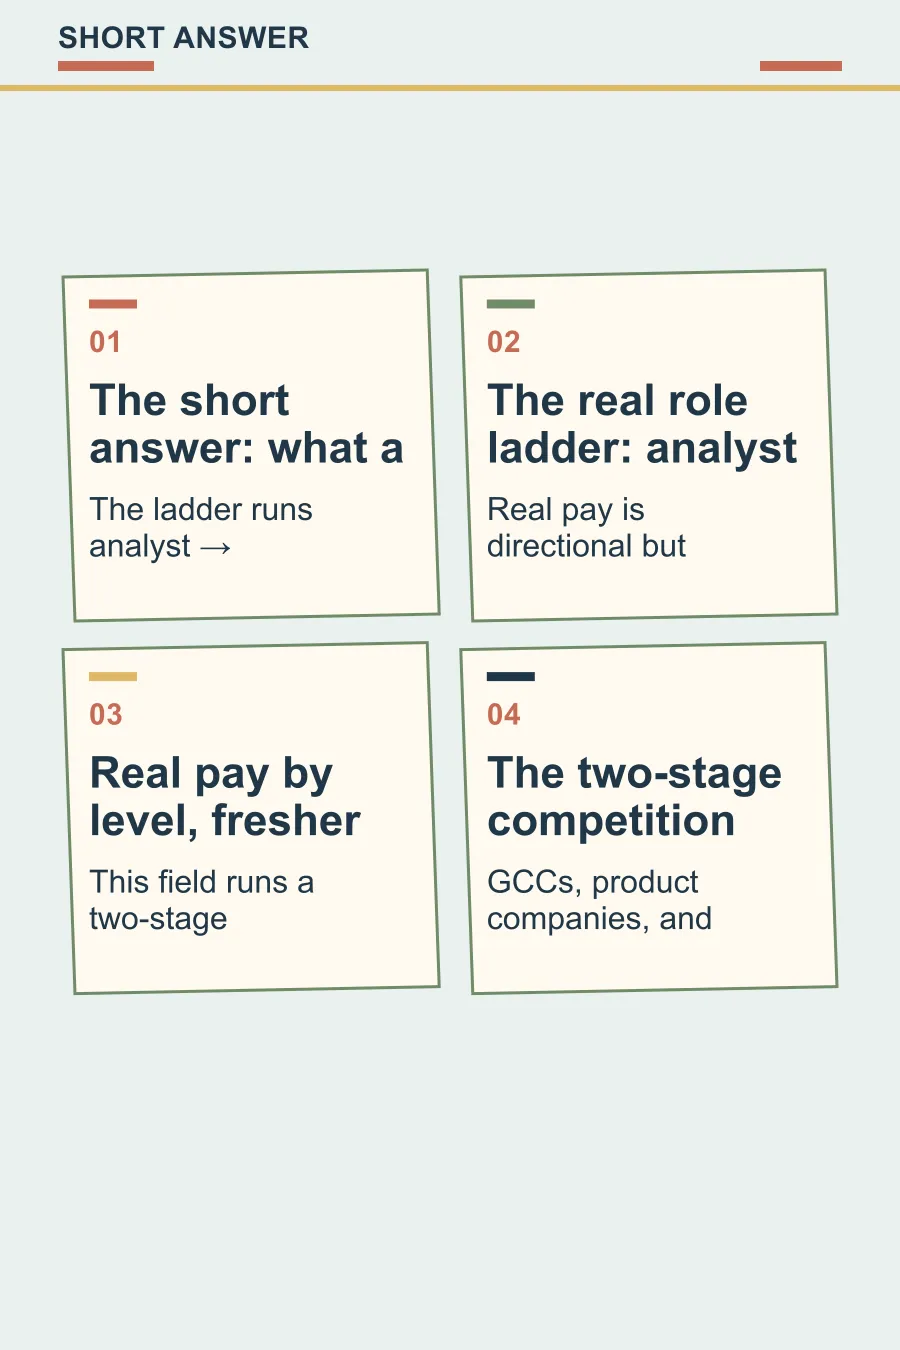 SHORT ANSWER
01
The short
answer: what a
The ladder runs
analyst →
02
The real role
ladder: analyst
Real pay is
directional but
03
Real pay by
level, fresher
This field runs a
two-stage
04
The two-stage
competition
GCCs, product
companies, and